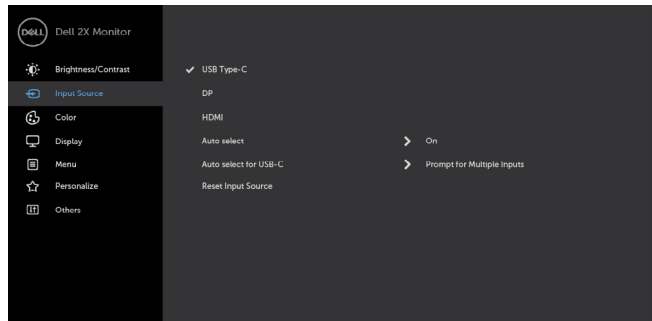 DELL Dell 2X Monitor
Brightness/Contrast
USB Type-C
Input Source
DP
Color
HDMI
Display
Auto select
On
Menu
Auto select for USB-C
Prompt for Multiple Inputs
Personalize
Reset Input Source
Others